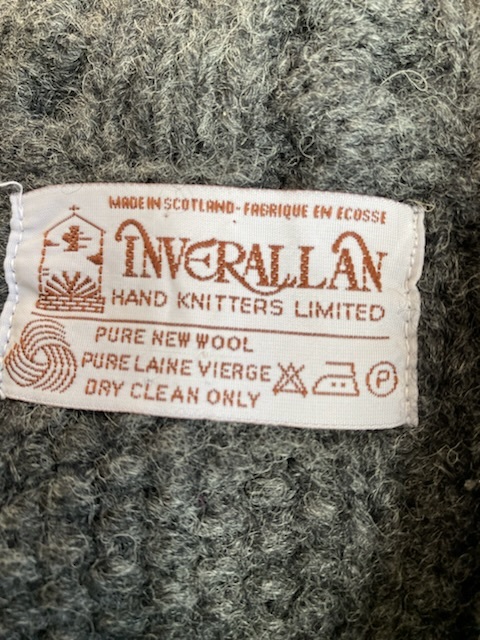 MADE IN SCOTLAND - FABRIQUE EN ECOSSE
INVERALLAN
HAND KNITTERS LIMITED
PURE NEW WOOL
PURE LAINE VIERGE
DRY CLEAN ONLY
P